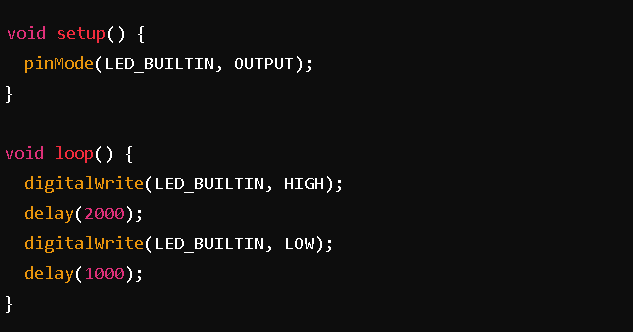 void setup() {
  pinMode(LED_BUILTIN, OUTPUT);
}

void loop() {
  digitalWrite(LED_BUILTIN, HIGH);
  delay(2000);
  digitalWrite(LED_BUILTIN, LOW);
  delay(1000);
}